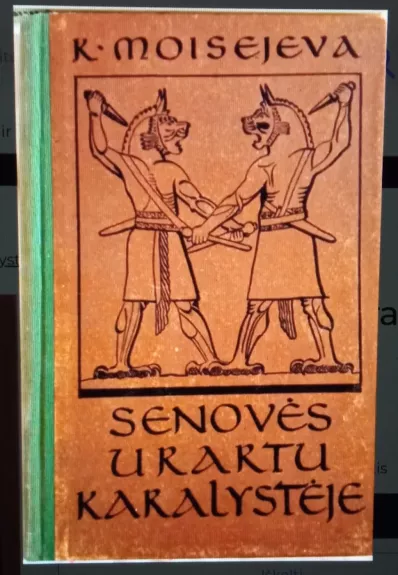 K. MOISEJEVA
SENOVĖS
URARTU
KARALYSTĖJE